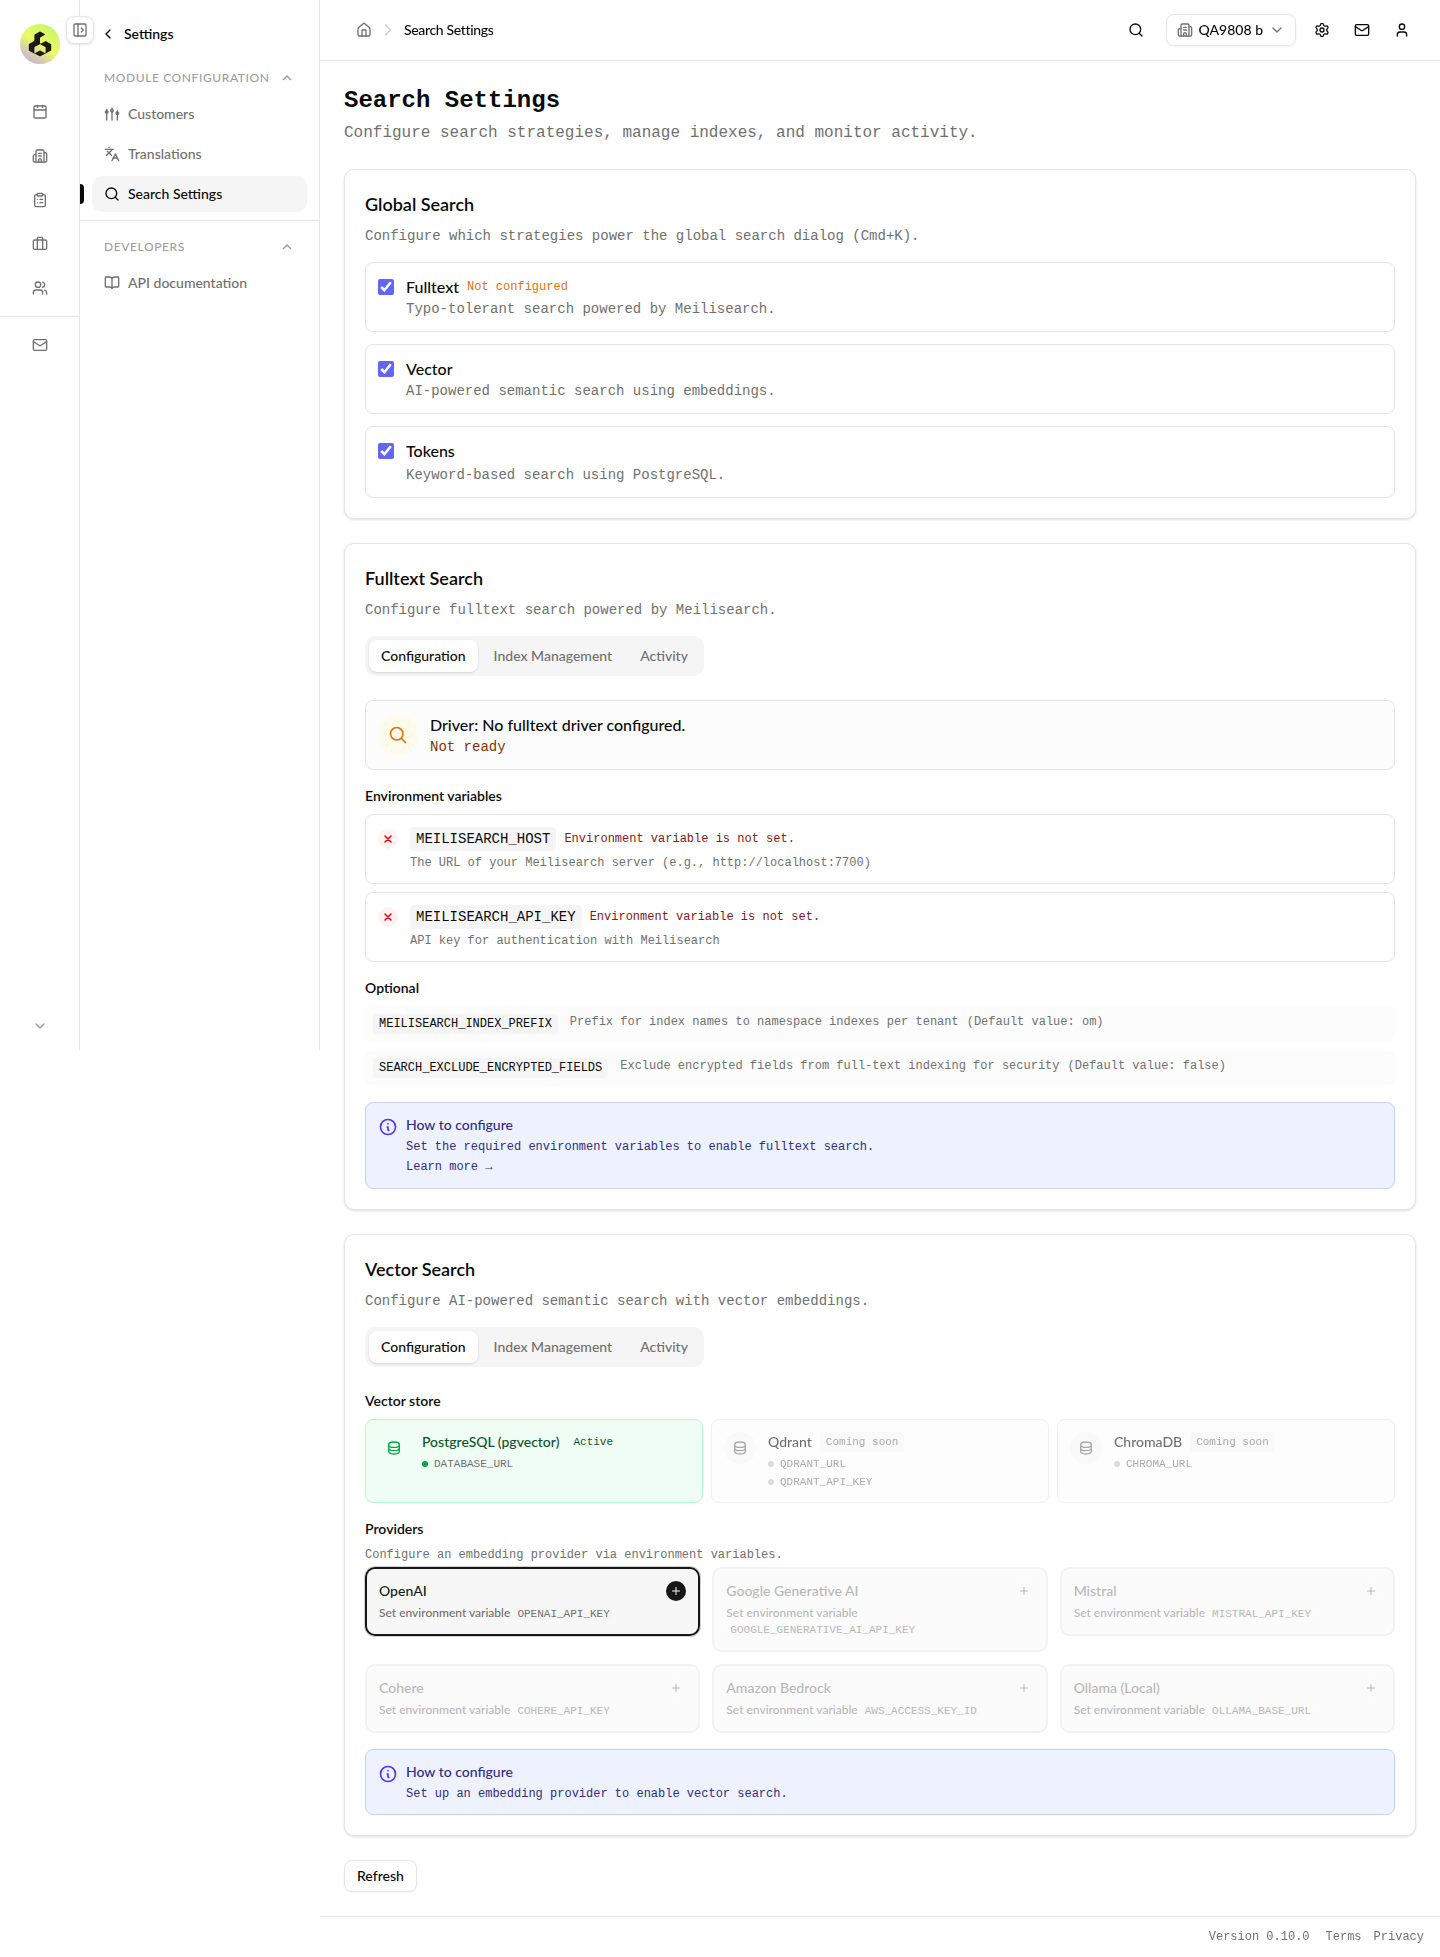 Settings
MODULE CONFIGURATION
Customers
Translations
Search Settings
DEVELOPERS
API documentation
Search Settings
QA9808 b
Search Settings
Configure search strategies, manage indexes, and monitor activity.
Global Search
Configure which strategies power the global search dialog (Cmd+K).
Fulltext Not configured
Typo-tolerant search powered by Meilisearch.
Vector
AI-powered semantic search using embeddings.
Tokens
Keyword-based search using PostgreSQL.
Fulltext Search
Configure fulltext search powered by Meilisearch.
Configuration Index Management Activity
Driver: No fulltext driver configured.
Not ready
Environment variables
MEILISEARCH_HOST Environment variable is not set.
The URL of your Meilisearch server (e.g., http://localhost:7700)
MEILISEARCH_API_KEY Environment variable is not set.
API key for authentication with Meilisearch
Optional
MEILISEARCH_INDEX_PREFIX Prefix for index names to namespace indexes per tenant (Default value: om)
SEARCH_EXCLUDE_ENCRYPTED_FIELDS Exclude encrypted fields from full-text indexing for security (Default value: false)
How to configure
Set the required environment variables to enable fulltext search.
Learn more →
Vector Search
Configure AI-powered semantic search with vector embeddings.
Configuration Index Management Activity
Vector store
PostgreSQL (pgvector) Active
DATABASE_URL
Qdrant Coming soon
QDRANT_URL
QDRANT_API_KEY
ChromaDB Coming soon
CHROMA_URL
Providers
Configure an embedding provider via environment variables.
OpenAI
Set environment variable OPENAI_API_KEY
Google Generative AI
Set environment variable
GOOGLE_GENERATIVE_AI_API_KEY
Mistral
Set environment variable MISTRAL_API_KEY
Cohere
Set environment variable COHERE_API_KEY
Amazon Bedrock
Set environment variable AWS_ACCESS_KEY_ID
Ollama (Local)
Set environment variable OLLAMA_BASE_URL
How to configure
Set up an embedding provider to enable vector search.
Refresh
Version 0.10.0 Terms Privacy